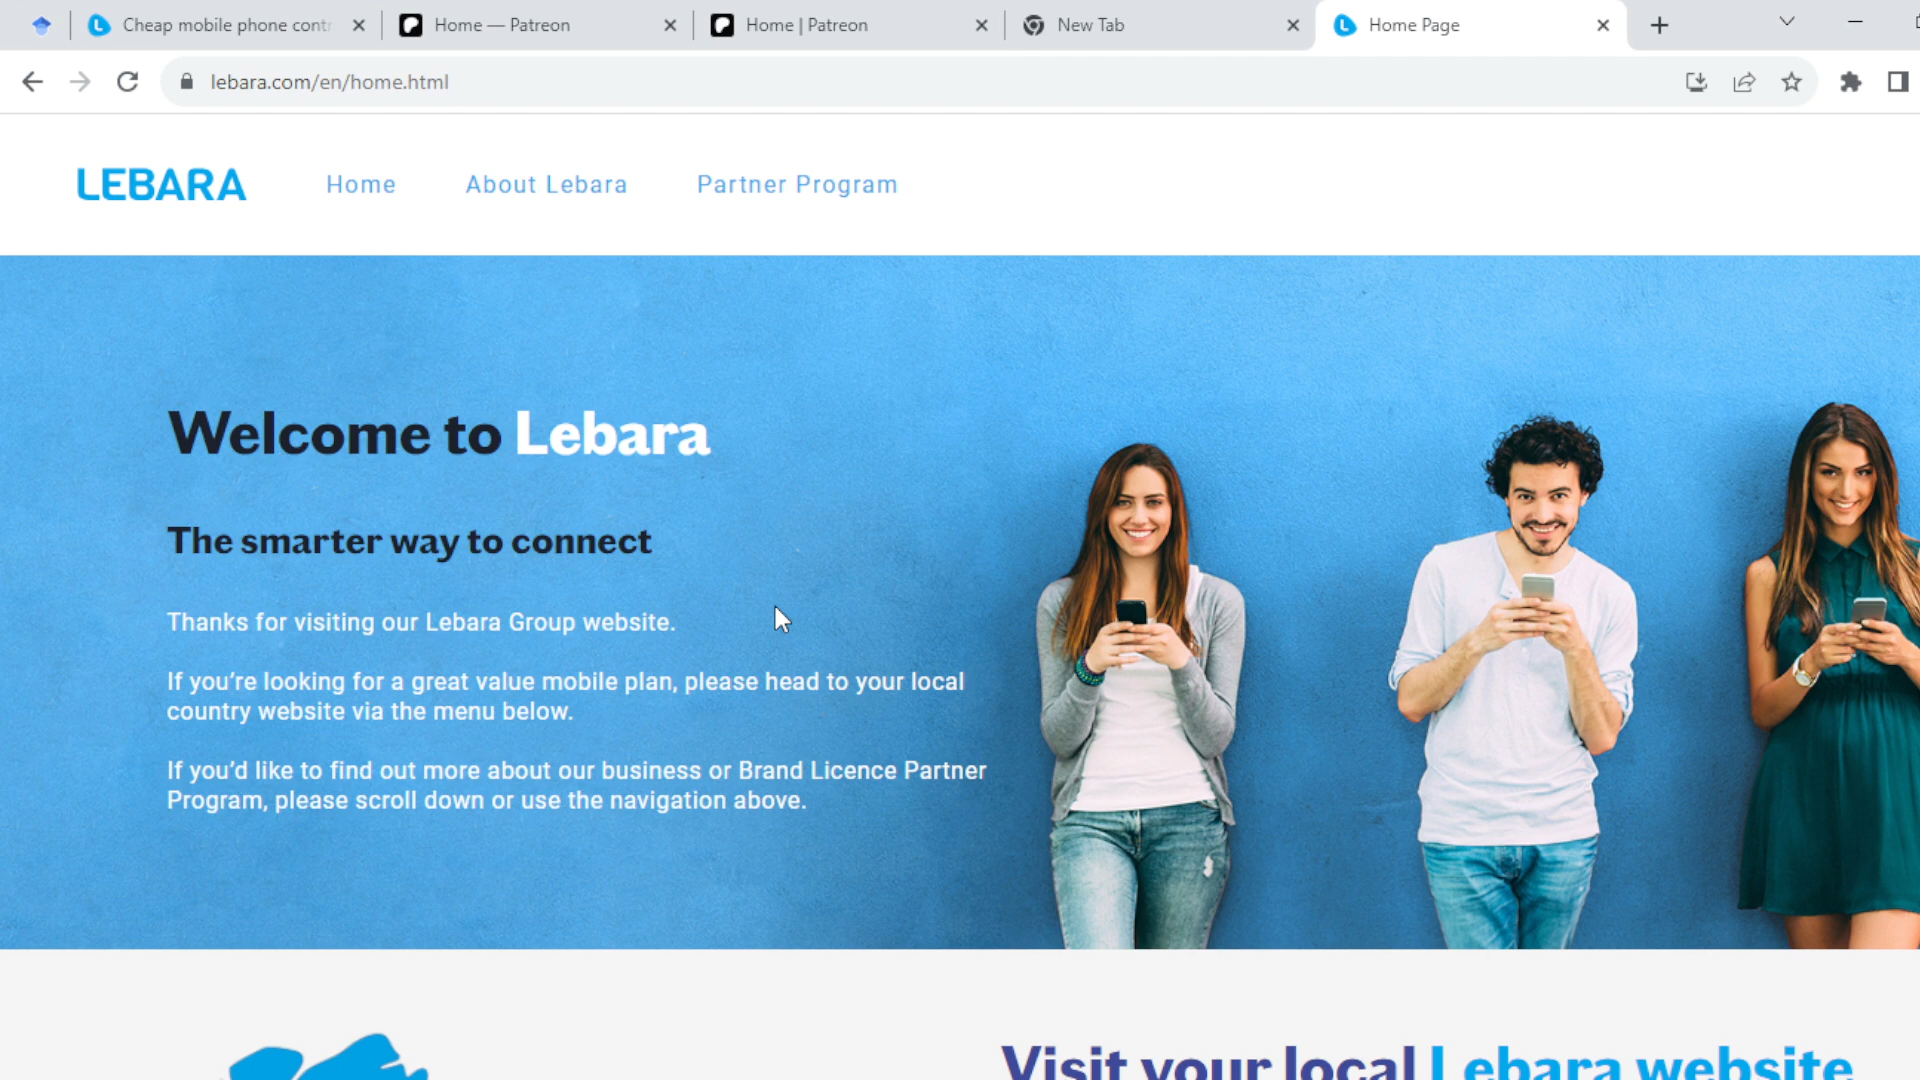 Cheap mobile phone contr
Home — Patreon
Home | Patreon
New Tab
Home Page
lebara.com/en/home.html
LEBARA
Home
About Lebara
Partner Program
Welcome to Lebara
The smarter way to connect
Thanks for visiting our Lebara Group website.
If you’re looking for a great value mobile plan, please head to your local
country website via the menu below.
If you’d like to find out more about our business or Brand Licence Partner
Program, please scroll down or use the navigation above.
Visit your local Lebara website